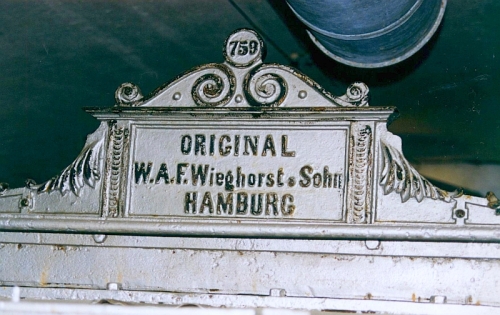 759
ORIGINAL
W.A.F. Wieghorst & Sohn
HAMBURG